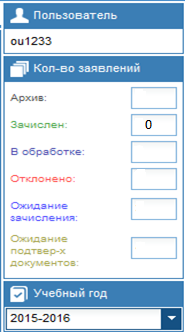 Пользователь
ou1233
Кол-во заявлений
Архив:
Зачислен: 0
В обработке:
Отклонено:
Ожидание
зачисления:
Ожидание
подтвер-х
документов:
Учебный год
2015-2016